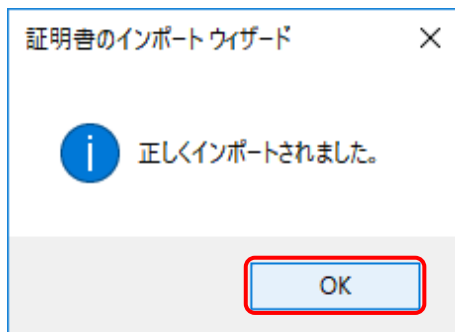 証明書のインポート ウィザード
正しくインポートされました。
OK